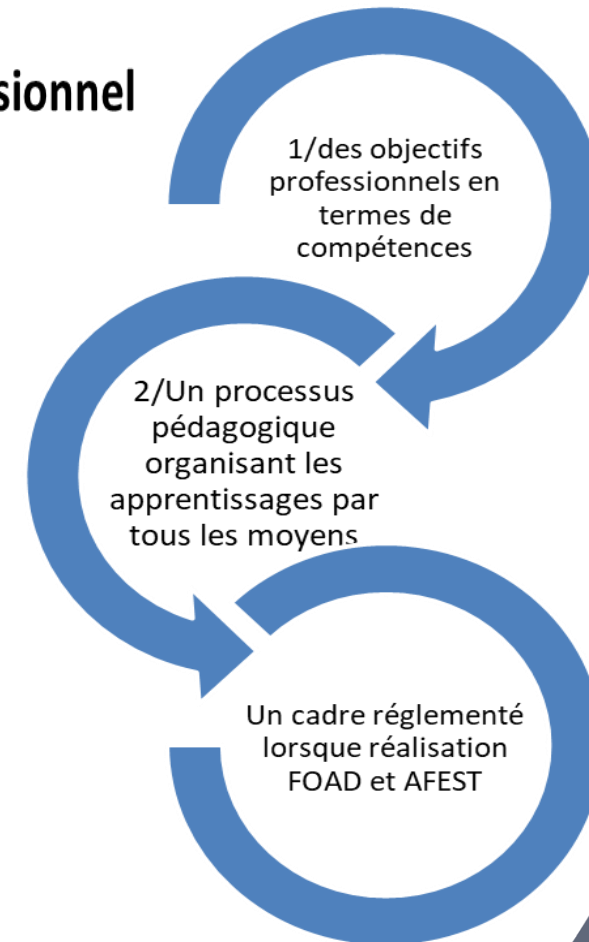 1/des objectifs
professionnels en
termes de
compétences
2/Un processus
pédagogique
organisant les
apprentissages par
tous les moyens
Un cadre réglementé
lorsque réalisation
FOAD et AFEST